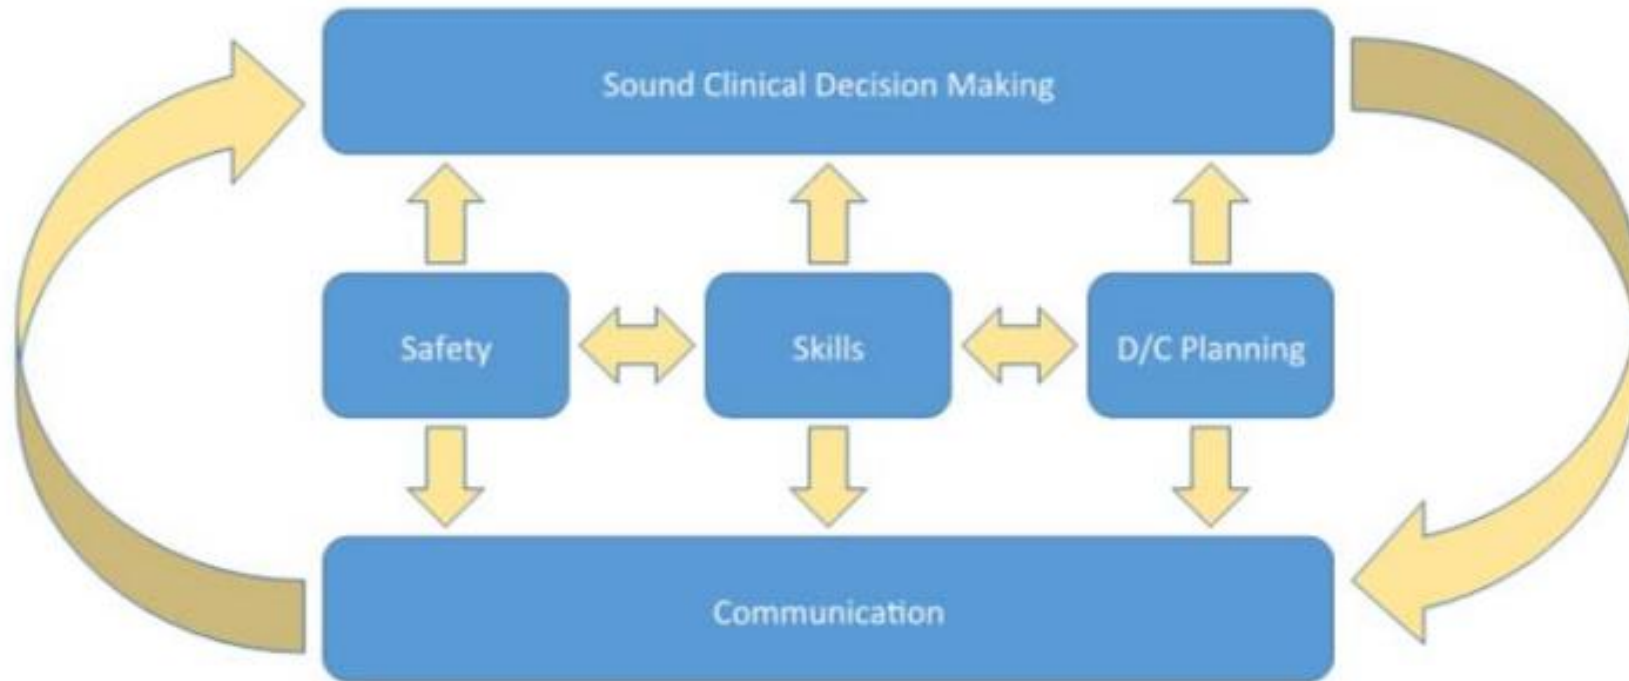 Sound Clinical Decision Making
Safety
Skills
D/C Planning
Communication